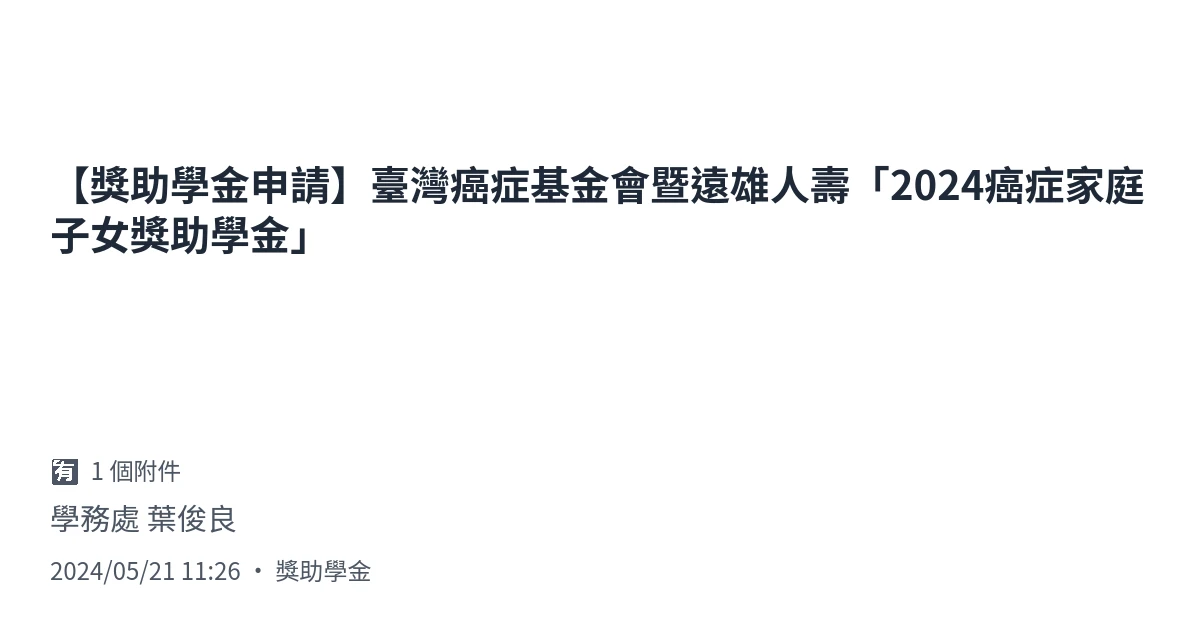 【獎助學金申請】臺灣癌症基金會暨遠雄人壽「2024癌症家庭
子女獎助學金」
有 1 個附件
學務處 葉俊良
2024/05/21 11:26 • 獎助學金